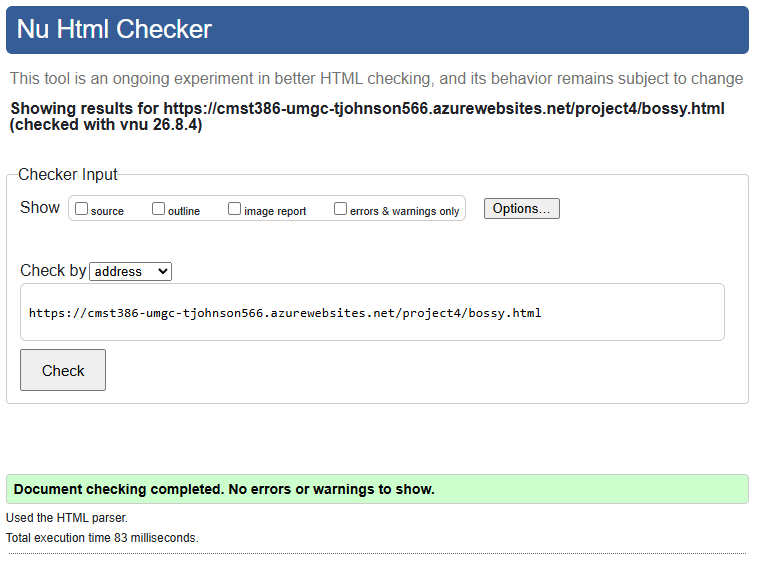 Nu Html Checker
This tool is an ongoing experiment in better HTML checking, and its behavior remains subject to change
Showing results for https://cmst386-umgc-tjohnson566.azurewebsites.net/project4/bossy.html
(checked with vnu 26.8.4)
Checker Input
Show source outline image report errors & warnings only Options...
Check by address
https://cmst386-umgc-tjohnson566.azurewebsites.net/project4/bossy.html
Check
Document checking completed. No errors or warnings to show.
Used the HTML parser.
Total execution time 83 milliseconds.